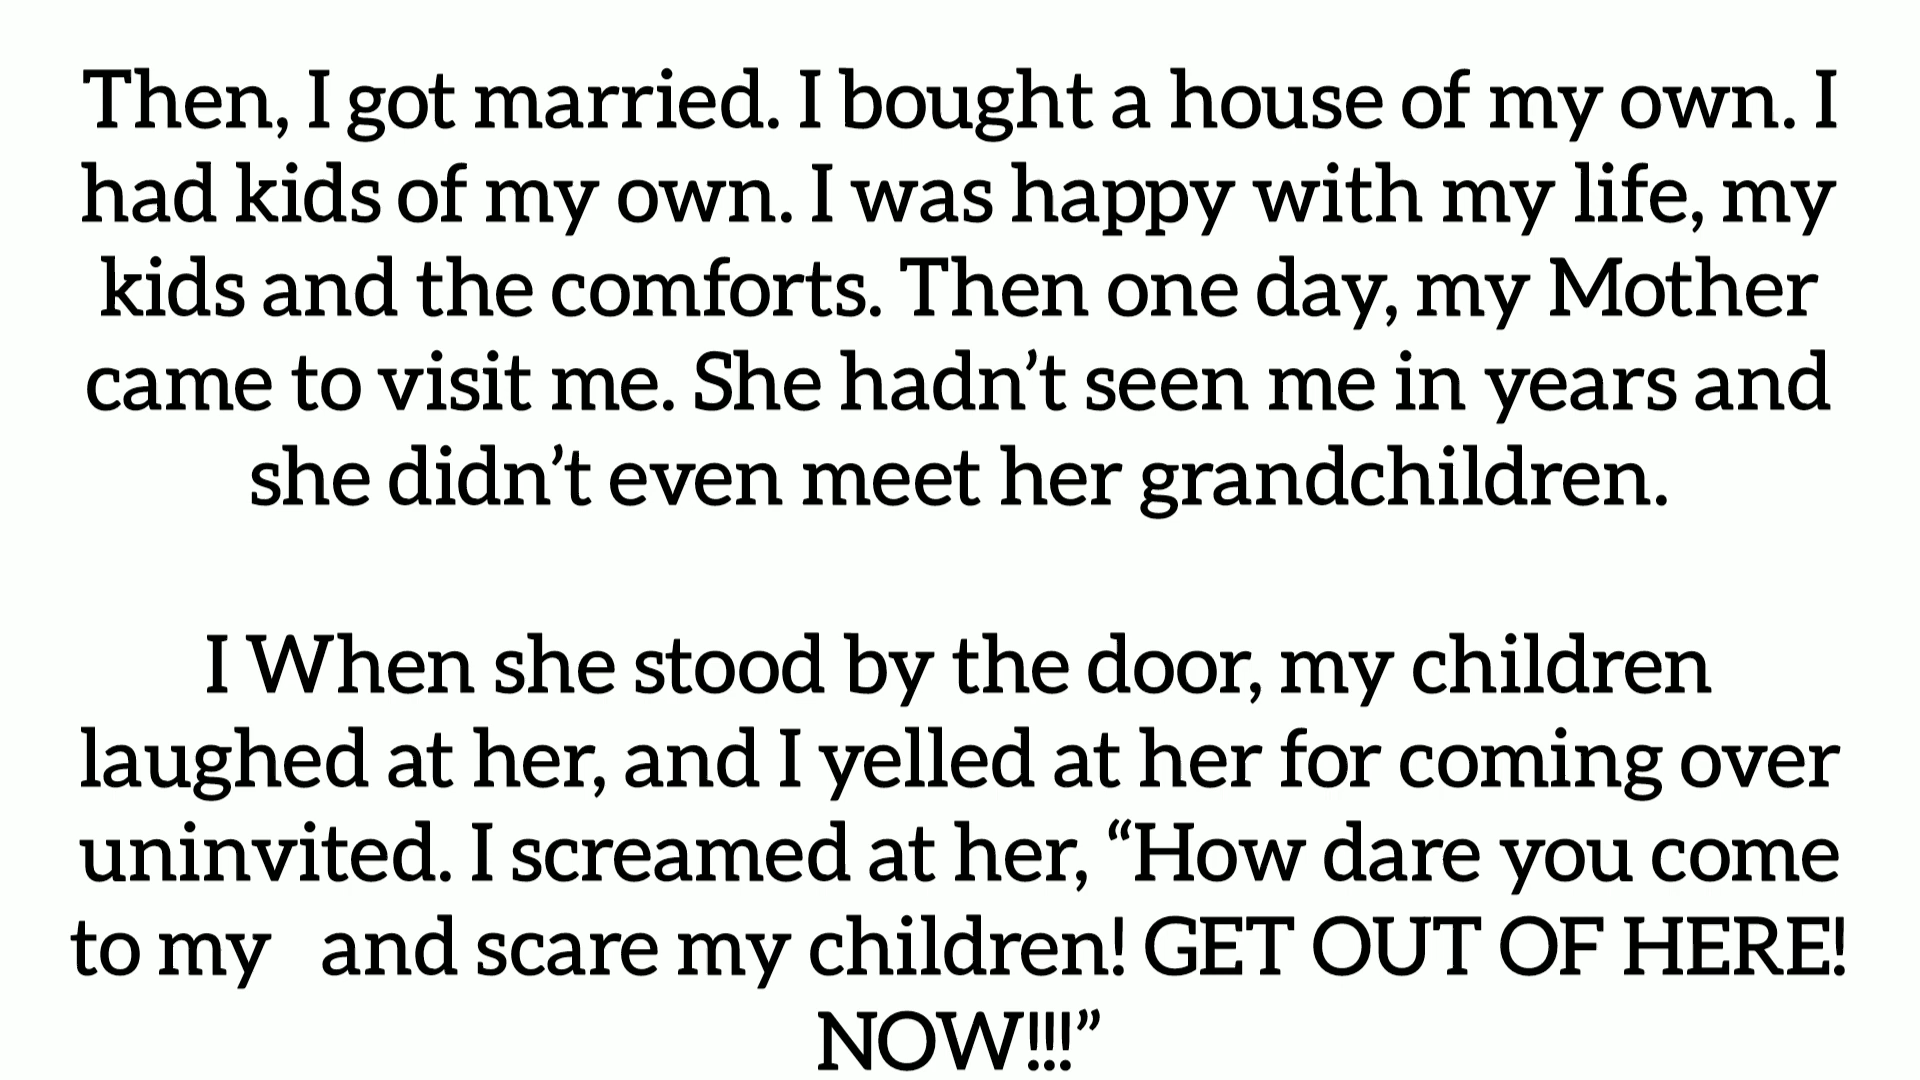 Then, I got married. I bought a house of my own. I
had kids of my own. I was happy with my life, my
kids and the comforts. Then one day, my Mother
came to visit me. She hadn’t seen me in years and
she didn’t even meet her grandchildren.
I When she stood by the door, my children
laughed at her, and I yelled at her for coming over
uninvited. I screamed at her, “How dare you come
to my and scare my children! GET OUT OF HERE!
NOW!!!”